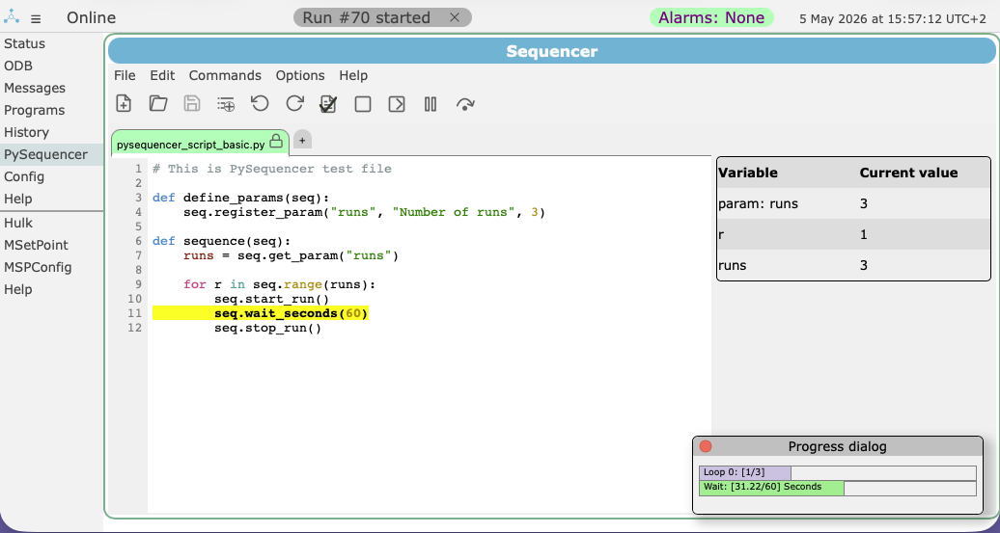 Online
Run #70 started ×
Alarms: None
5 May 2026 at 15:57:12 UTC+2
Status
ODB
Messages
Programs
History
PySequencer
Config
Help
Hulk
MSetPoint
MSPConfig
Help
Sequencer
File Edit Commands Options Help
pysequencer_script_basic.py +
1 # This is PySequencer test file
2
3 def define_params(seq):
4     seq.register_param("runs", "Number of runs", 3)
5
6 def sequence(seq):
7     runs = seq.get_param("runs")
8
9     for r in seq.range(runs):
10         seq.start_run()
11         seq.wait_seconds(60)
12         seq.stop_run()
Variable Current value
param: runs 3
r 1
runs 3
Progress dialog
Loop 0: [1/3]
Wait: [31.22/60] Seconds